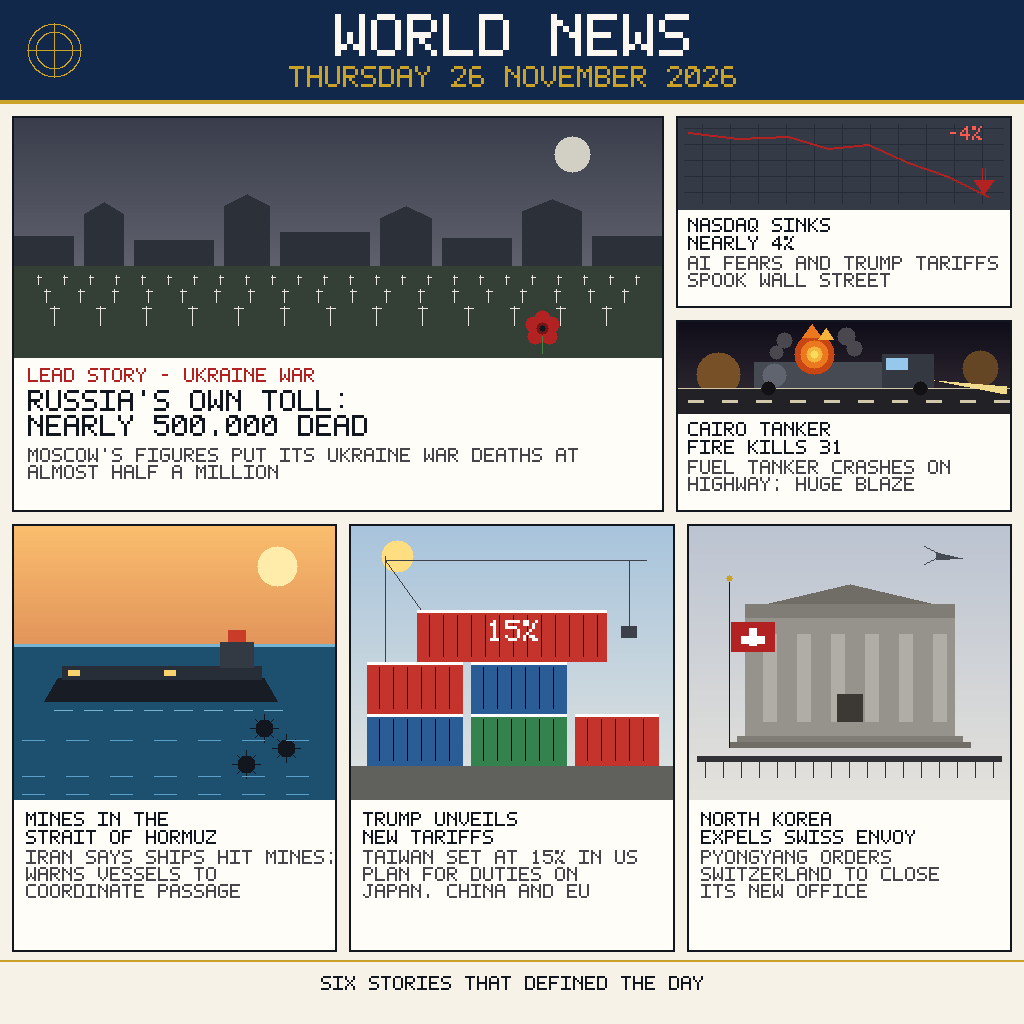 WORLD NEWS
THURSDAY 26 NOVEMBER 2026
-4%
NASDAQ SINKS
NEARLY 4%
AI FEARS AND TRUMP TARIFFS
SPOOK WALL STREET
LEAD STORY - UKRAINE WAR
RUSSIA'S OWN TOLL:
NEARLY 500.000 DEAD
MOSCOW'S FIGURES PUT ITS UKRAINE WAR DEATHS AT
ALMOST HALF A MILLION
CAIRO TANKER
FIRE KILLS 31
FUEL TANKER CRASHES ON
HIGHWAY; HUGE BLAZE
MINES IN THE
STRAIT OF HORMUZ
IRAN SAYS SHIPS HIT MINES;
WARNS VESSELS TO
COORDINATE PASSAGE
15%
TRUMP UNVEILS
NEW TARIFFS
TAIWAN SET AT 15% IN US
PLAN FOR DUTIES ON
JAPAN. CHINA AND EU
NORTH KOREA
EXPELS SWISS ENVOY
PYONGYANG ORDERS
SWITZERLAND TO CLOSE
ITS NEW OFFICE
SIX STORIES THAT DEFINED THE DAY